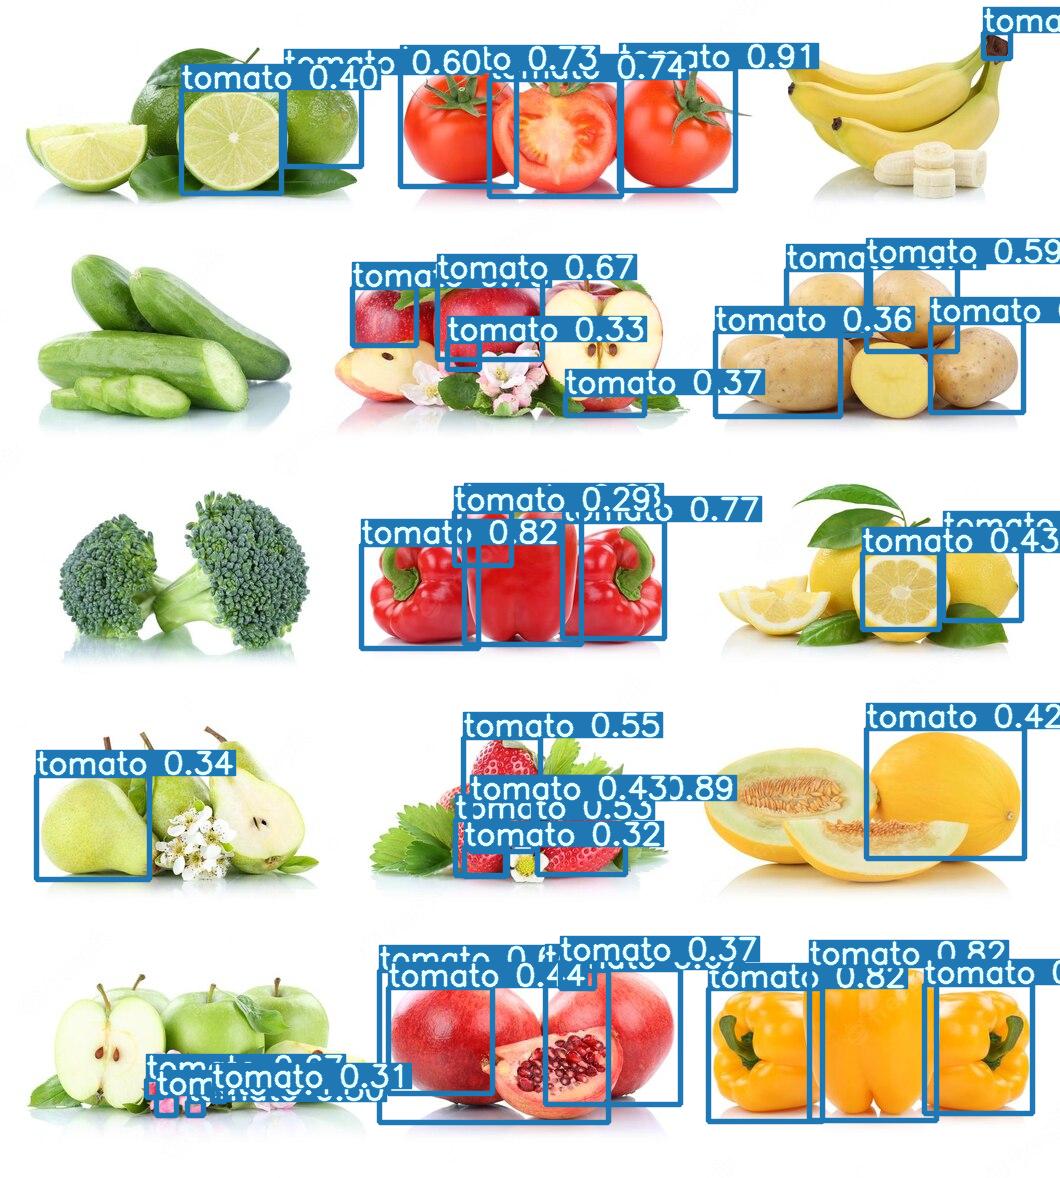 toma
tomato 0.60
to 0.73
0.74
ato 0.91
tomato 0.40
tomato 0.59
tomato 0.67
tomat
toma
tomato
tomato 0.36
tomato 0.33
tomato 0.37
tomato 0.29
0.77
tomato 0.82
tomato
tomato 0.43
tomato 0.42
tomato 0.55
tomato 0.34
tomato 0.43
0.89
tomato 0.53
tomato 0.32
tomato 0.37
tomato 0.82
tomato 0.44
tomato 0.82
tomato
tomato 0.31